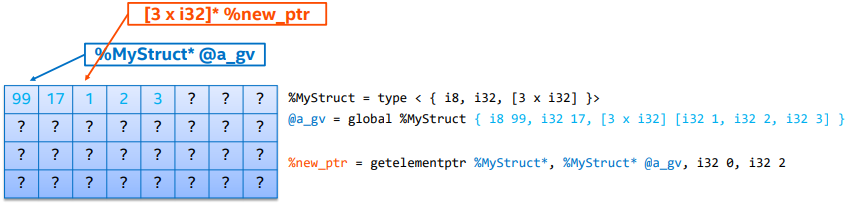 [3 x i32]* %new_ptr
%MyStruct* @a_gv
99 17 1 2 3 ? ? ?
? ? ? ? ? ? ? ?
? ? ? ? ? ? ? ?
? ? ? ? ? ? ? ?
%MyStruct = type < { i8, i32, [3 x i32] }>
@a_gv = global %MyStruct { i8 99, i32 17, [3 x i32] [i32 1, i32 2, i32 3] }
%new_ptr = getelementptr %MyStruct*, %MyStruct* @a_gv, i32 0, i32 2